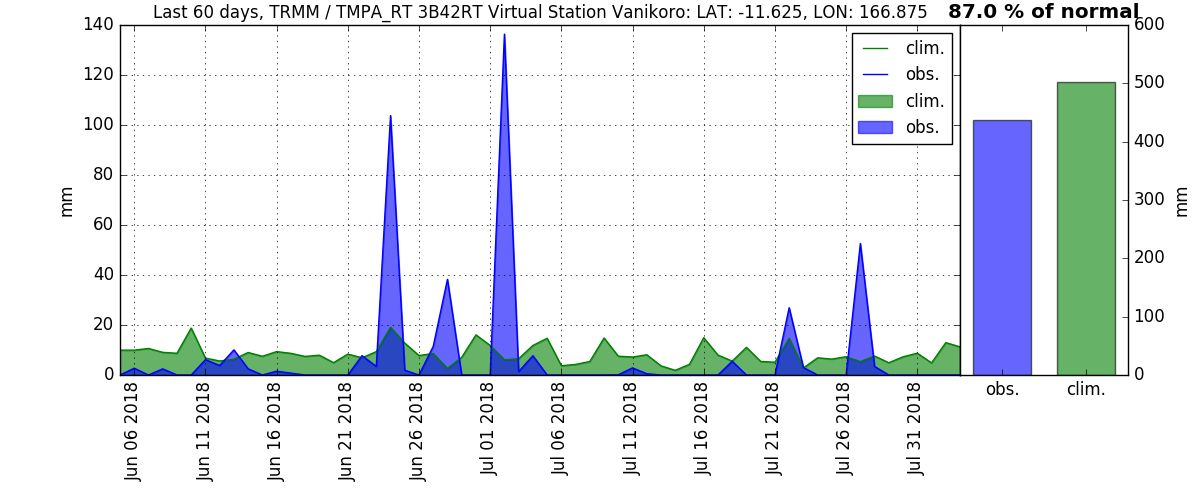 Last 60 days, TRMM / TMPA_RT 3B42RT Virtual Station Vanikoro: LAT: -11.625, LON: 166.875
87.0 % of normal
140
120
100
80
60
40
20
0
mm
clim.
obs.
clim.
obs.
Jun 06 2018
Jun 11 2018
Jun 16 2018
Jun 21 2018
Jun 26 2018
Jul 01 2018
Jul 06 2018
Jul 11 2018
Jul 16 2018
Jul 21 2018
Jul 26 2018
Jul 31 2018
600
500
400
300
200
100
0
mm
obs.
clim.